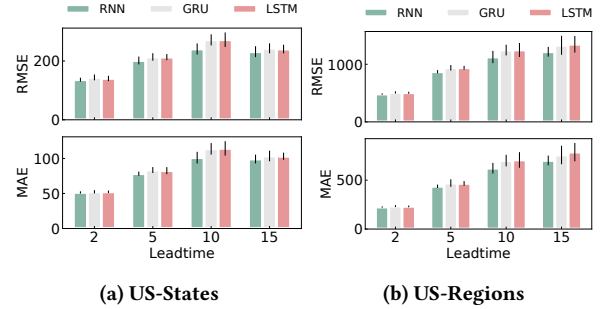 RNN GRU LSTM
RMSE
200
0
MAE
100
50
0
2 5 10 15
Leadtime
(a) US-States
RNN GRU LSTM
RMSE
1000
0
MAE
500
0
2 5 10 15
Leadtime
(b) US-Regions